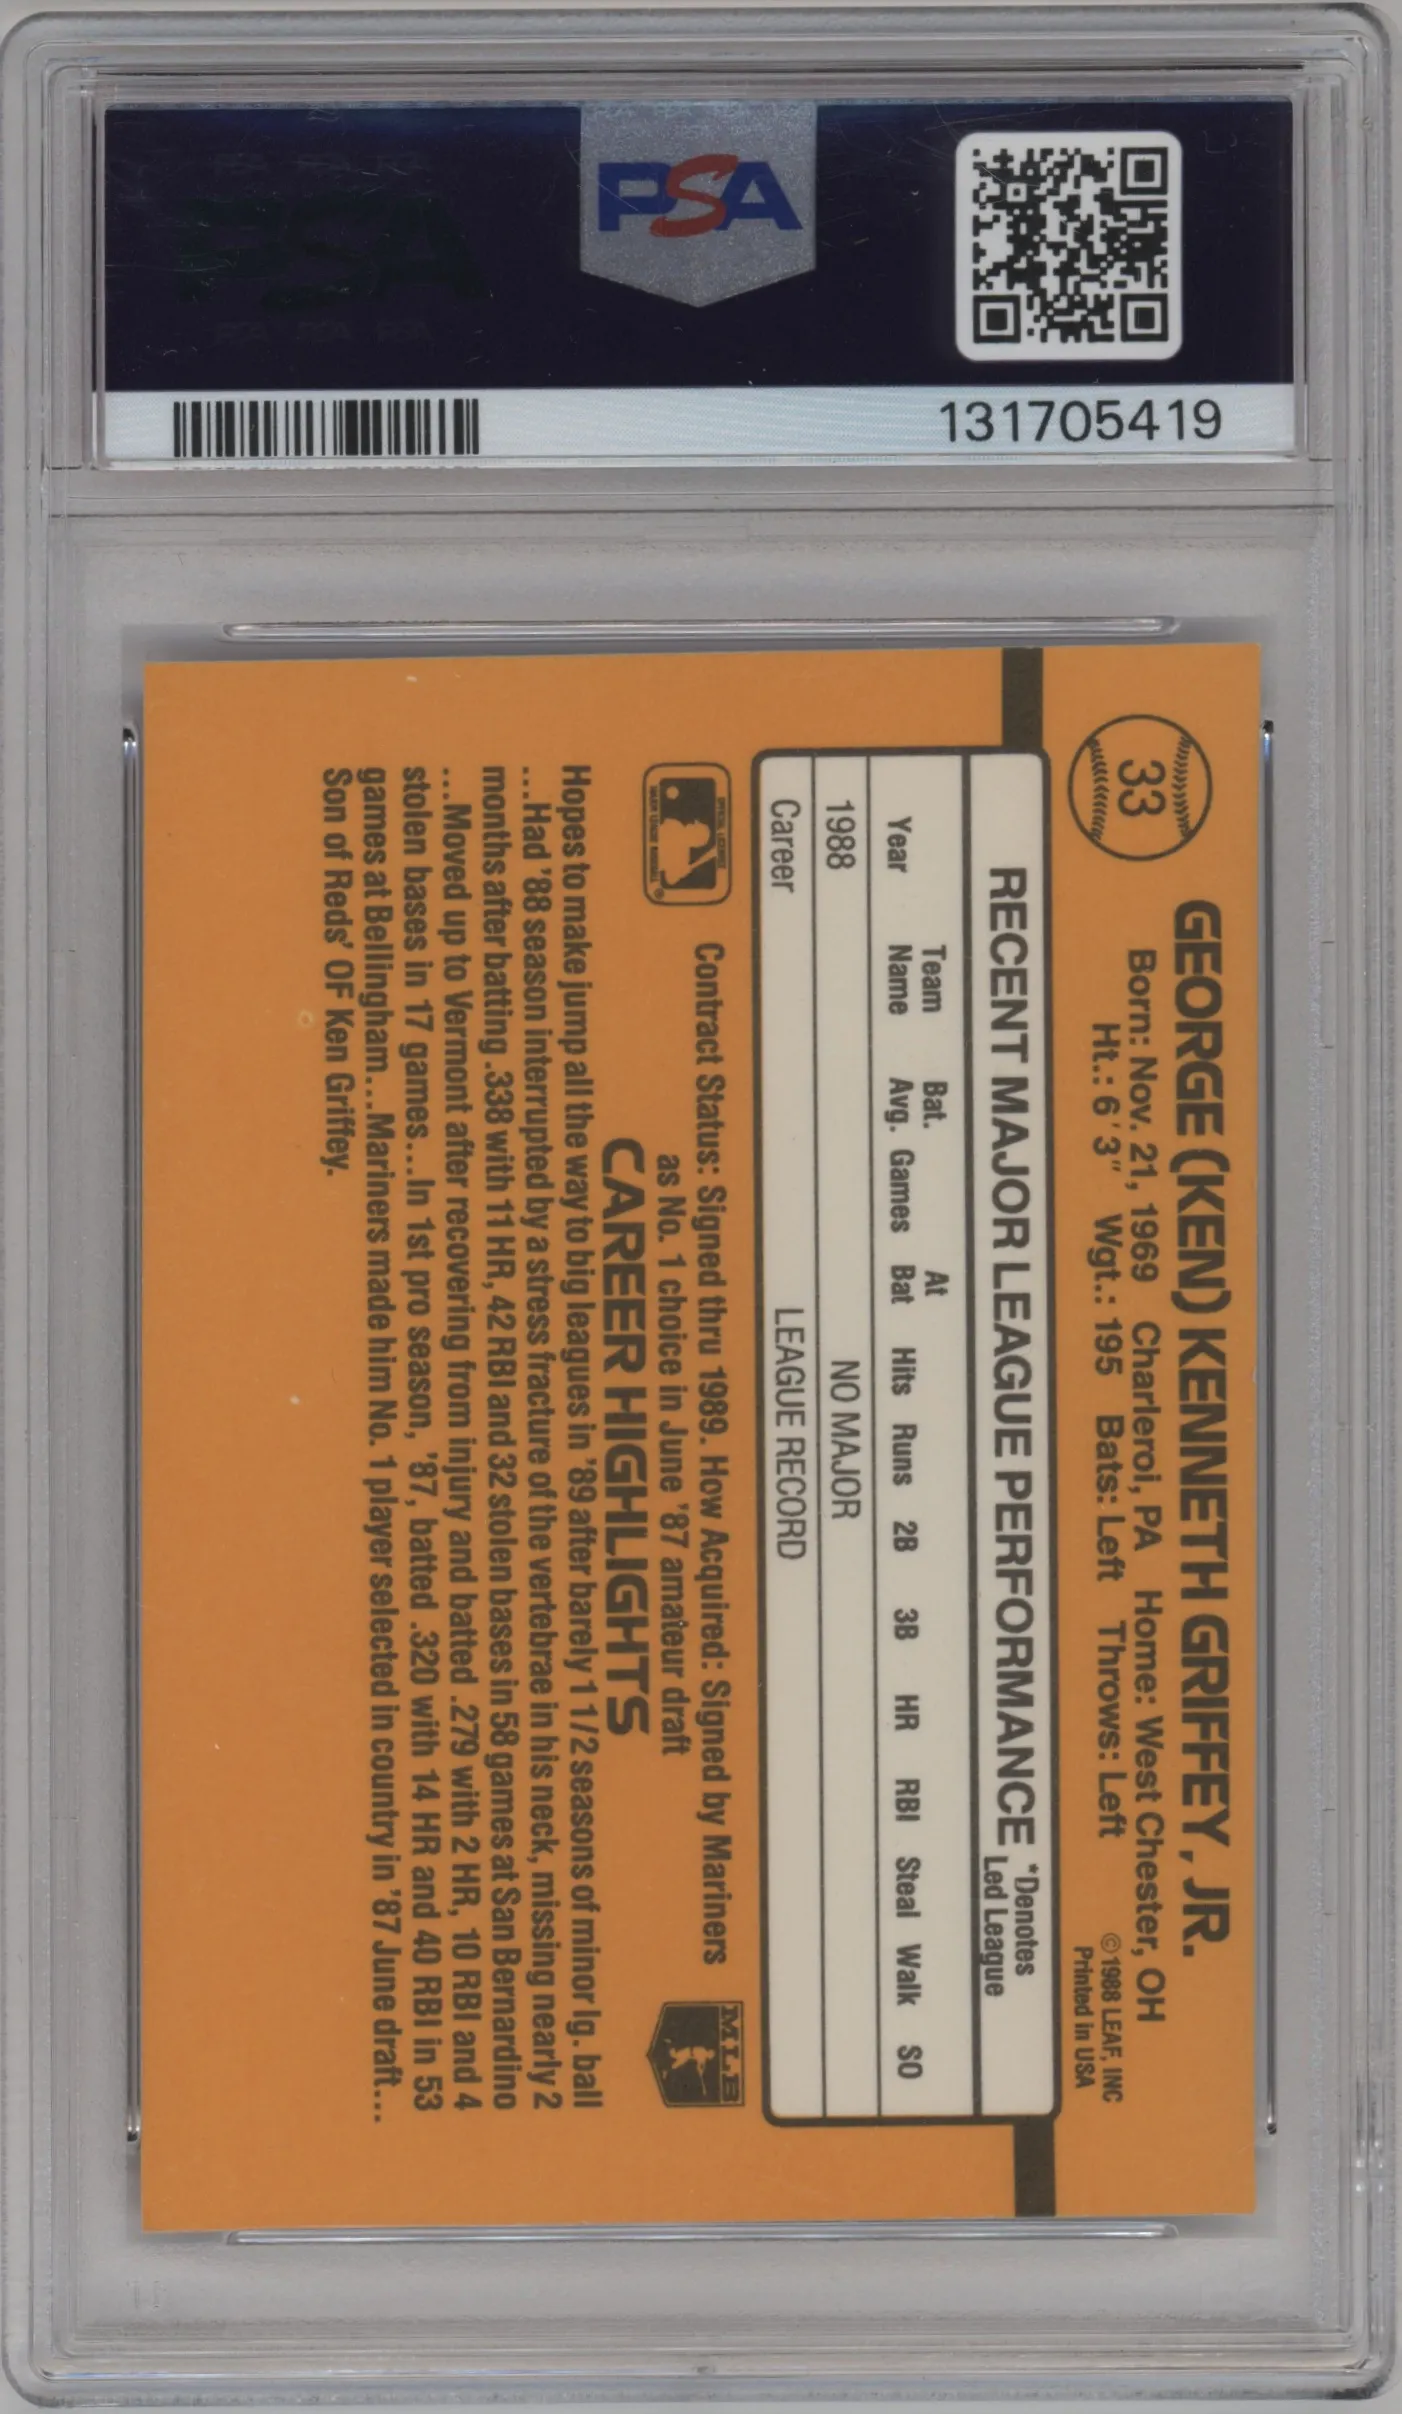 PSA
131705419
33
GEORGE (KEN) KENNETH GRIFFEY, JR.
Born: Nov. 21, 1969 Charleroi, PA Home: West Chester, OH
Ht.: 6'3" Wgt.: 195 Bats: Left Throws: Left
©1988 LEAF, INC
Printed in USA
RECENT MAJOR LEAGUE PERFORMANCE *Denotes Led League
Year Team Name Bat. Avg. Games At Bat Hits Runs 2B 3B HR RBI Steal Walk SO
1988 NO MAJOR
Career LEAGUE RECORD
Contract Status: Signed thru 1989. How Acquired: Signed by Mariners
as No. 1 choice in June '87 amateur draft
MLB
CAREER HIGHLIGHTS
Hopes to make jump all the way to big leagues in '89 after barely 1 1/2 seasons of minor lg. ball
...Had '88 season interrupted by a stress fracture of the vertebrae in his neck, missing nearly 2
months after batting .338 with 11 HR, 42 RBI and 32 stolen bases in 58 games at San Bernardino
...Moved up to Vermont after recovering from injury and batted .279 with 2 HR, 10 RBI and 4
stolen bases in 17 games...In 1st pro season, '87, batted .320 with 14 HR and 40 RBI in 53
games at Bellingham...Mariners made him No. 1 player selected in country in '87 June draft...
Son of Reds' OF Ken Griffey.